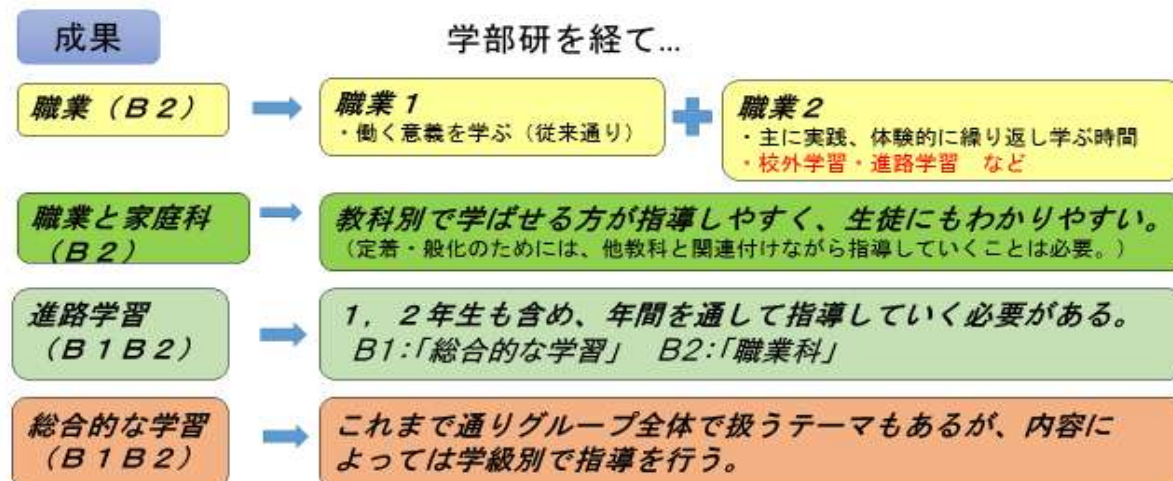 成果
学部研を経て…
職業（Ｂ２）
職業１
・働く意義を学ぶ（従来通り）
職業２
・主に実践、体験的に繰り返し学ぶ時間
・校外学習・進路学習　など
職業と家庭科
（Ｂ２）
教科別で学ばせる方が指導しやすく、生徒にもわかりやすい。
（定着・般化のためには、他教科と関連付けながら指導していくことは必要。）
進路学習
（Ｂ１Ｂ２）
１，２年生も含め、年間を通して指導していく必要がある。
B1:「総合的な学習」　B2:「職業科」
総合的な学習
（Ｂ１Ｂ２）
これまで通りグループ全体で扱うテーマもあるが、内容に
よっては学級別で指導を行う。